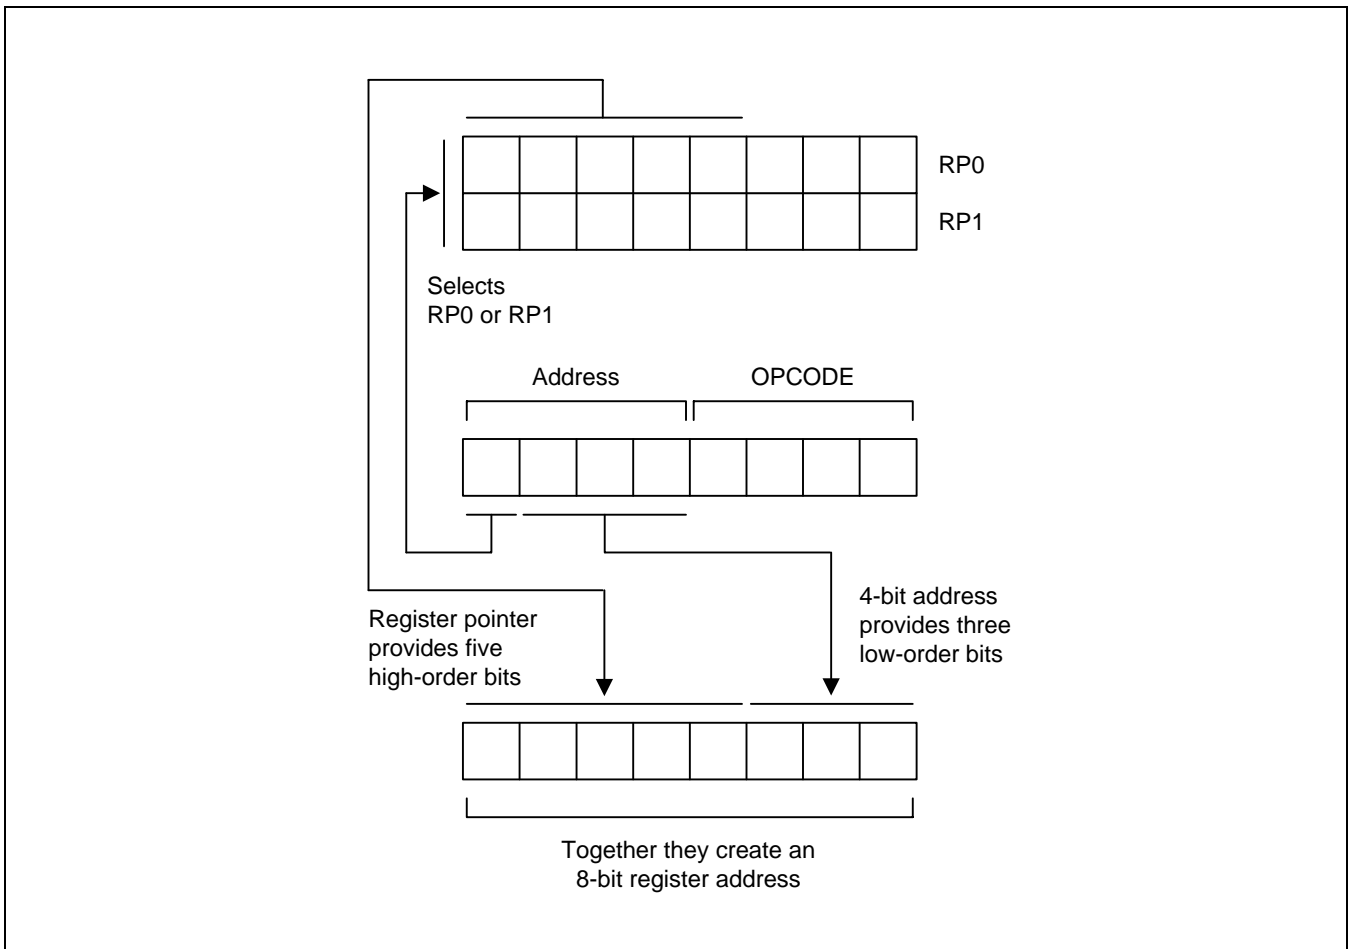 RP0
RP1
Selects
RP0 or RP1
Address
OPCODE
Register pointer
provides five
high-order bits
4-bit address
provides three
low-order bits
Together they create an
8-bit register address